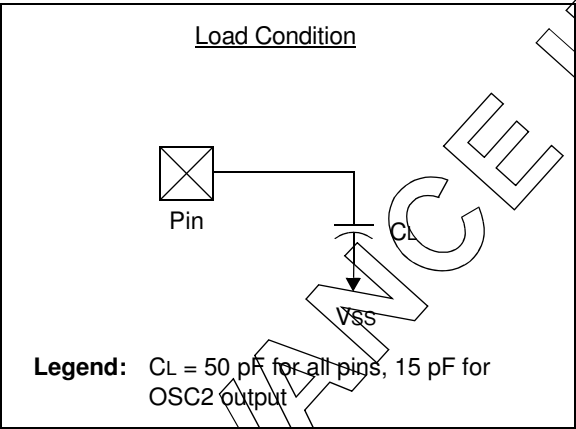 Load Condition
Pin
CL
VSS
Legend: CL = 50 pF for all pins, 15 pF for
OSC2 output